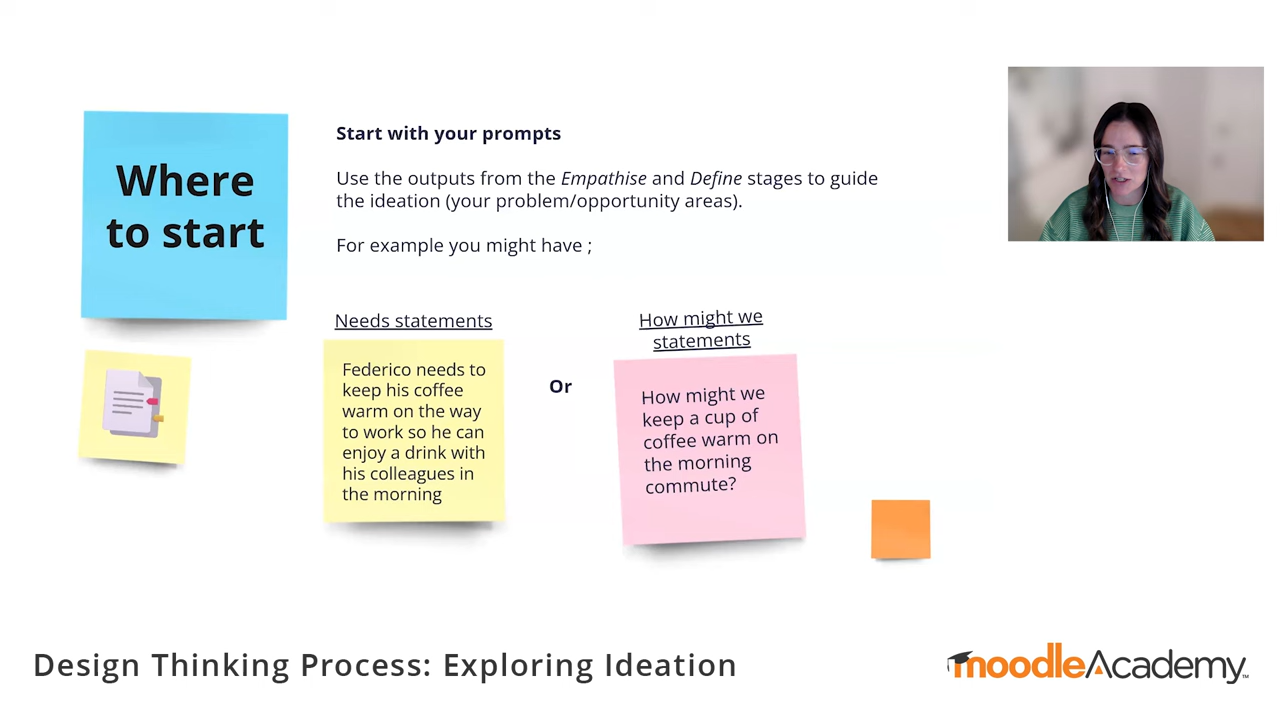 Where
to start
Start with your prompts
Use the outputs from the Empathise and Define stages to guide
the ideation (your problem/opportunity areas).
For example you might have ;
Needs statements
Federico needs to
keep his coffee
warm on the way
to work so he can
enjoy a drink with
his colleagues in
the morning
Or
How might we
statements
How might we
keep a cup of
coffee warm on
the morning
commute?
Design Thinking Process: Exploring Ideation
moodleAcademy™